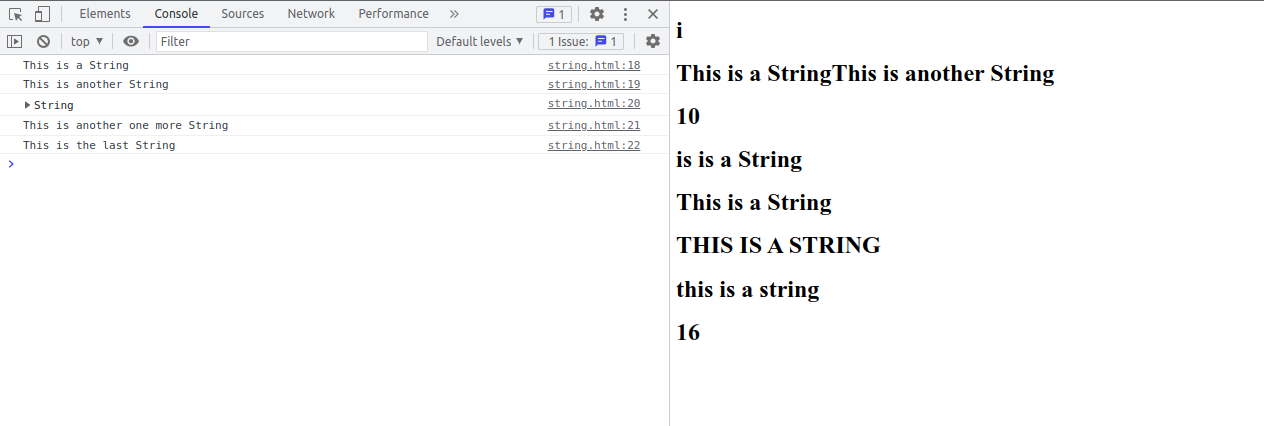 Elements Console Sources Network Performance » 1
top ▼ Filter Default levels ▼ 1 Issue: 1
This is a String string.html:18
This is another String string.html:19
▶String string.html:20
This is another one more String string.html:21
This is the last String string.html:22
>
i
This is a StringThis is another String
10
is is a String
This is a String
THIS IS A STRING
this is a string
16